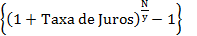 {(1 + Taxa de Juros)^(N/y) − 1}